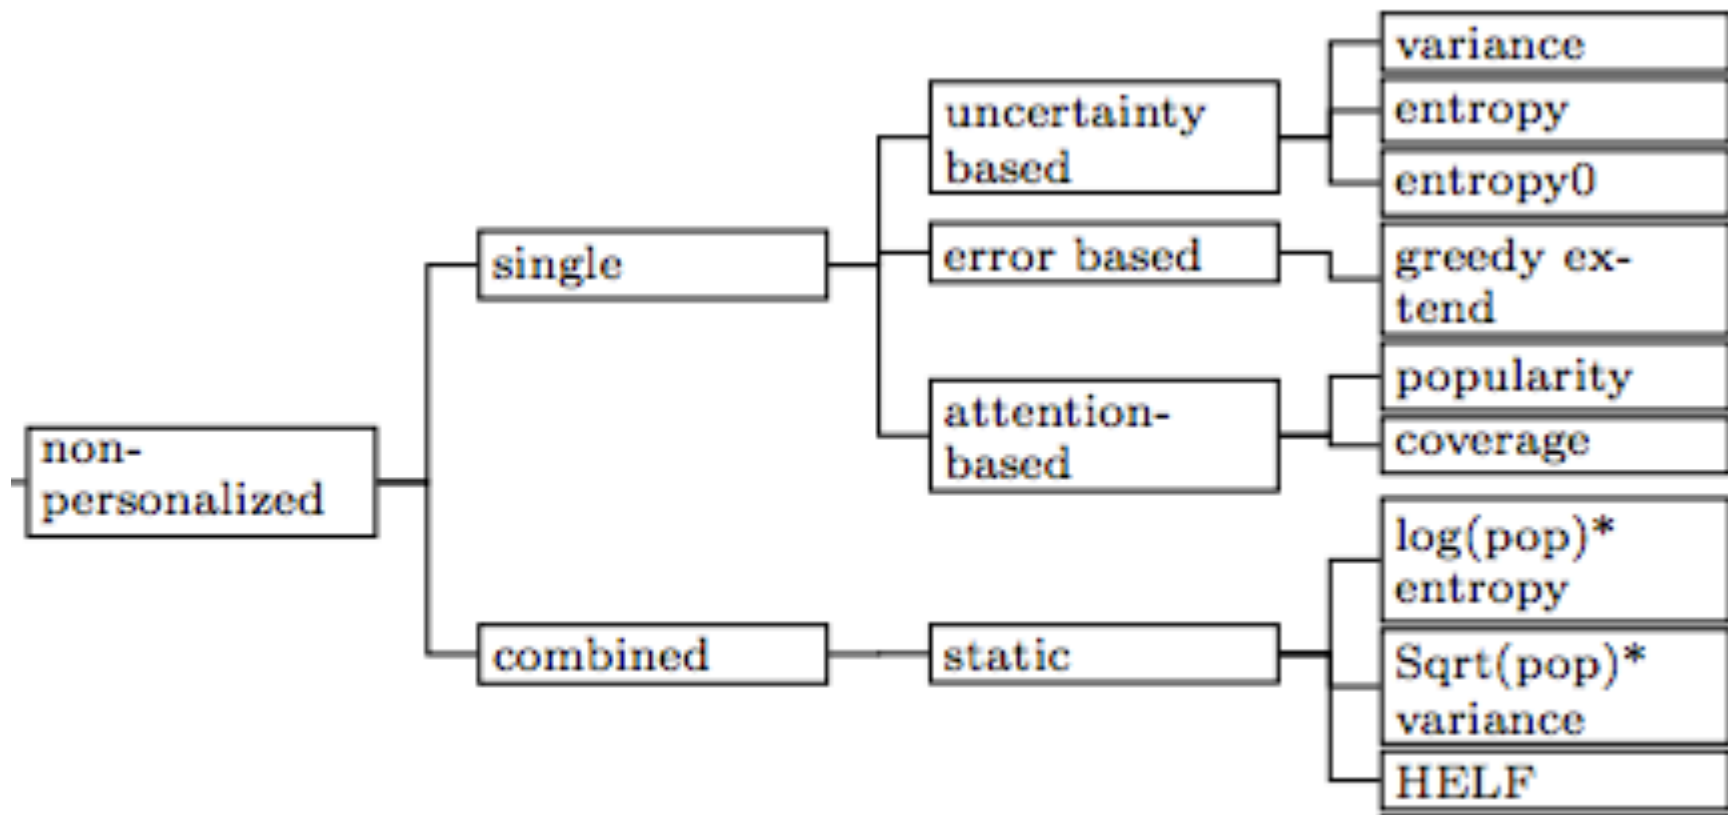 variance
uncertainty
based
entropy
entropy0
single
error based
greedy ex-
tend
attention-
based
popularity
coverage
non-
personalized
log(pop)*
entropy
combined
static
Sqrt(pop)*
variance
HELF